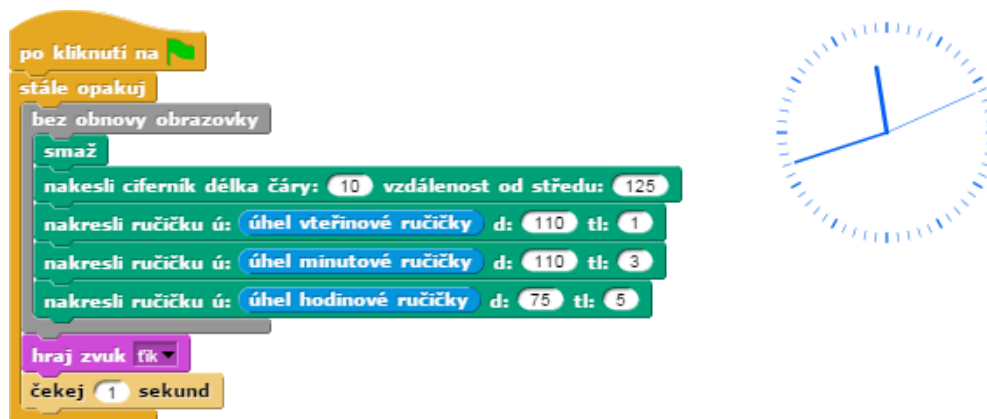 po kliknutí na
stále opakuj
bez obnovy obrazovky
smaž
nakesli ciferník délka čáry: 10 vzdálenost od středu: 125
nakresli ručičku ú: úhel vteřinové ručičky d: 110 tl: 1
nakresli ručičku ú: úhel minutové ručičky d: 110 tl: 3
nakresli ručičku ú: úhel hodinové ručičky d: 75 tl: 5
hraj zvuk ťik
čekej 1 sekund